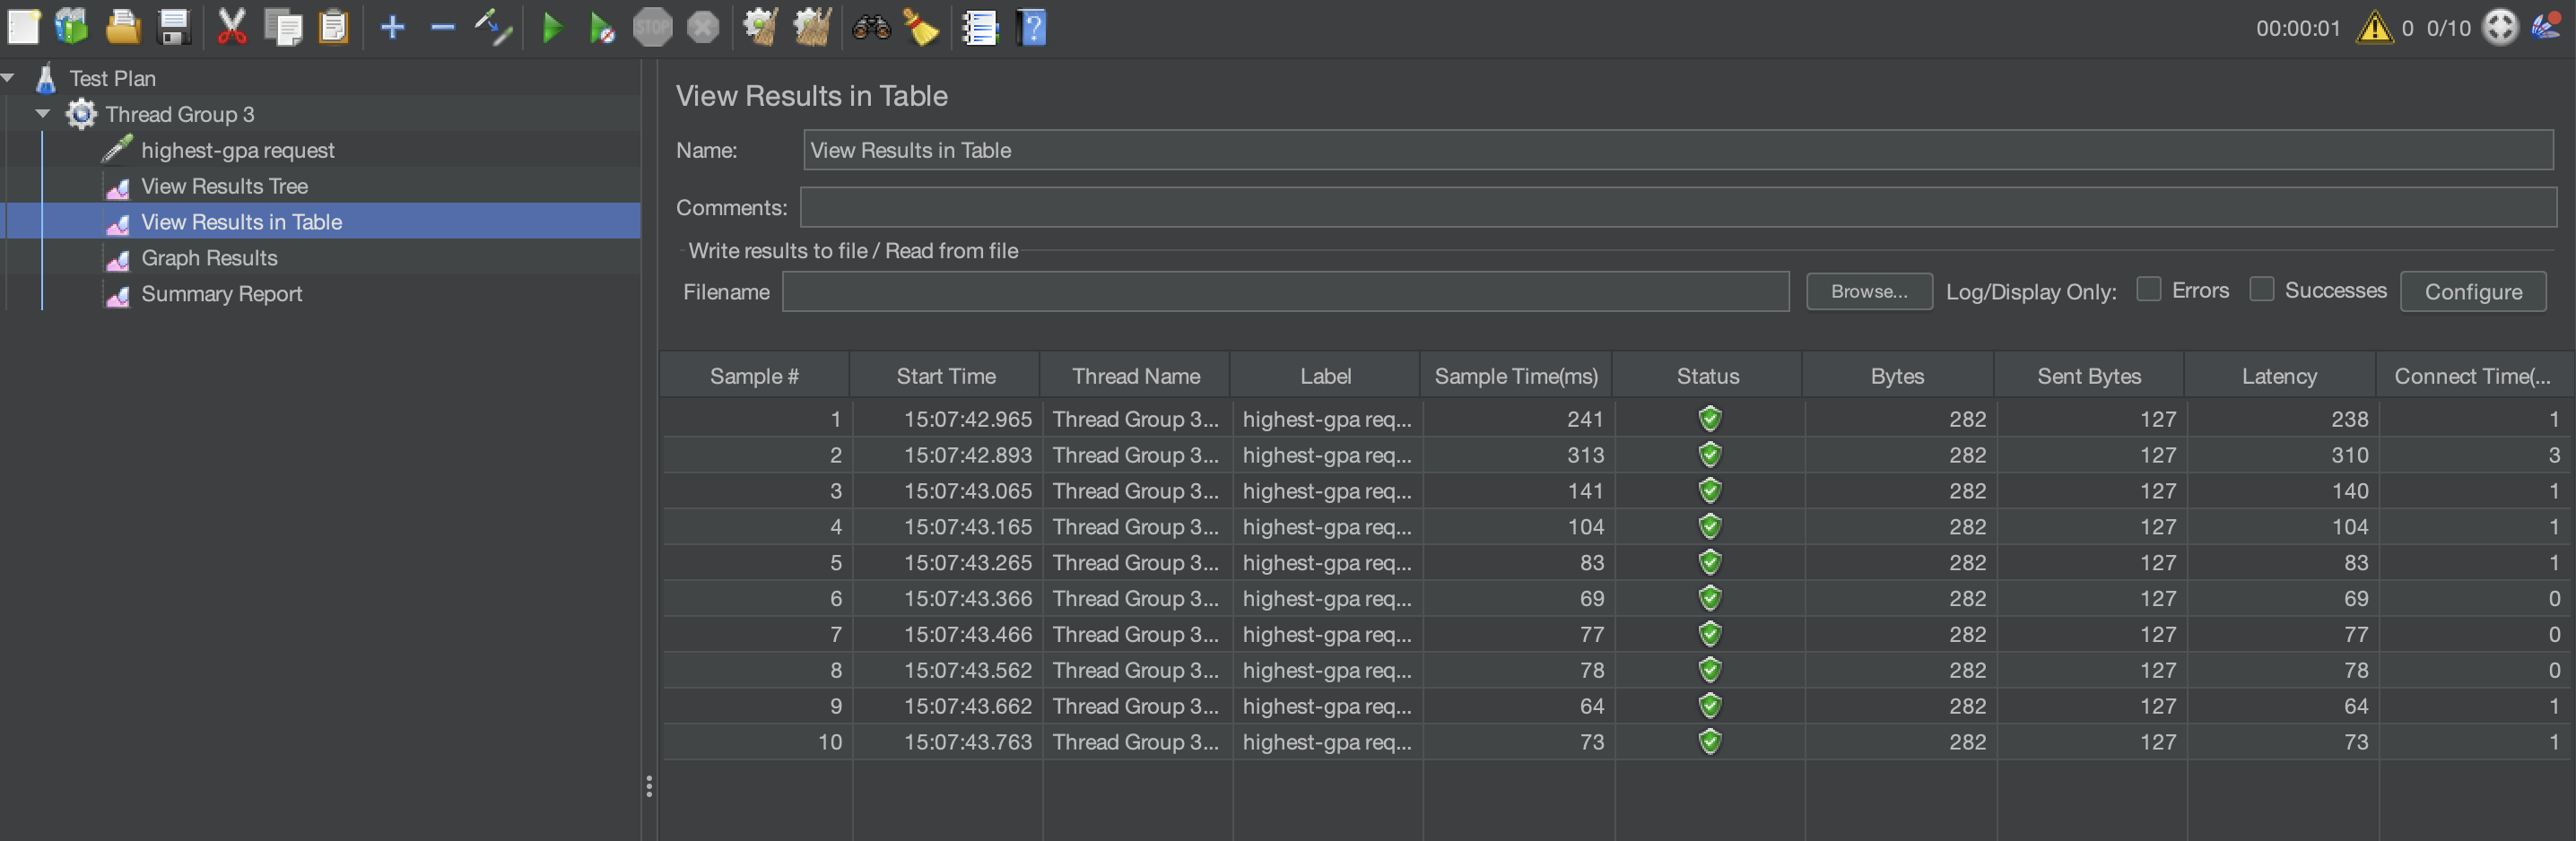 STOP
00:00:01 0 0/10
Test Plan
Thread Group 3
highest-gpa request
View Results Tree
View Results in Table
Graph Results
Summary Report
View Results in Table
Name: View Results in Table
Comments:
Write results to file / Read from file
Filename Browse... Log/Display Only: Errors Successes Configure
Sample # Start Time Thread Name Label Sample Time(ms) Status Bytes Sent Bytes Latency Connect Time(...
1 15:07:42.965 Thread Group 3... highest-gpa req... 241 282 127 238 1
2 15:07:42.893 Thread Group 3... highest-gpa req... 313 282 127 310 3
3 15:07:43.065 Thread Group 3... highest-gpa req... 141 282 127 140 1
4 15:07:43.165 Thread Group 3... highest-gpa req... 104 282 127 104 1
5 15:07:43.265 Thread Group 3... highest-gpa req... 83 282 127 83 1
6 15:07:43.366 Thread Group 3... highest-gpa req... 69 282 127 69 0
7 15:07:43.466 Thread Group 3... highest-gpa req... 77 282 127 77 0
8 15:07:43.562 Thread Group 3... highest-gpa req... 78 282 127 78 0
9 15:07:43.662 Thread Group 3... highest-gpa req... 64 282 127 64 1
10 15:07:43.763 Thread Group 3... highest-gpa req... 73 282 127 73 1